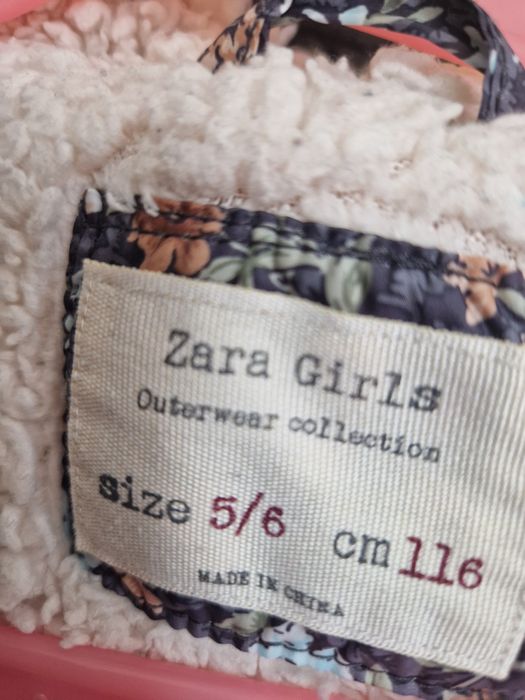 Zara Girls
Outerwear collection
size 5/6 cm 116
MADE IN CHINA